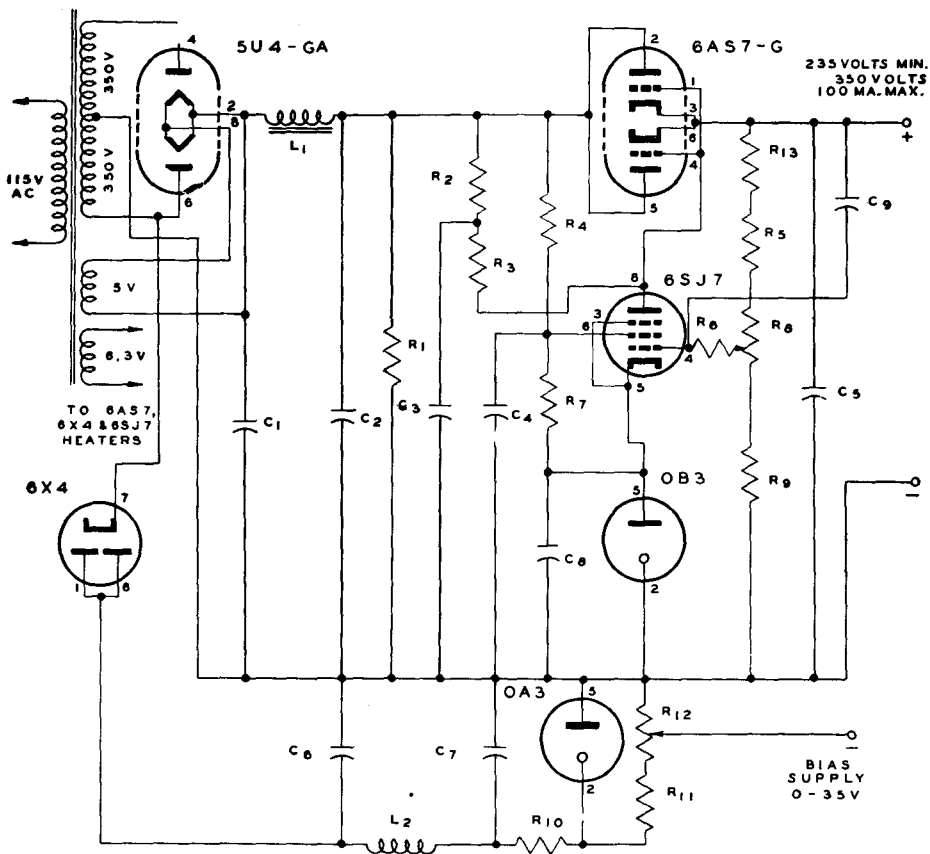 5U4-GA
6AS7-G
235 VOLTS MIN.
350 VOLTS
100 MA. MAX.
+
350V
350V
115V
AC
4
2
8
6
L1
2
1
3
6
4
5
R2
R3
R4
R13
R5
C9
8
6SJ7
3
6
4
5
R6
R8
5V
6.3V
TO 6AS7,
6X4 & 6SJ7
HEATERS
C1
C2
R1
C3
C4
R7
C5
R9
6X4
7
1
6
OB3
5
2
C8
-
OA3
5
2
C6
C7
R12
R11
-
BIAS
SUPPLY
0-35V
L2
R10